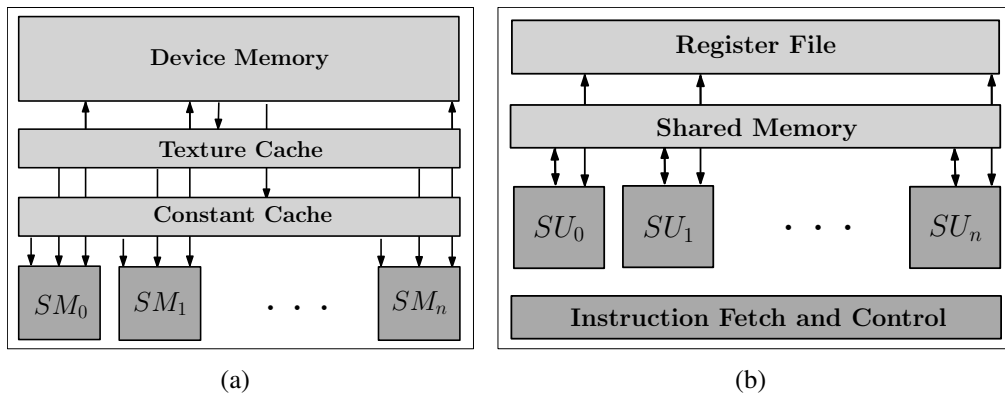 Device Memory
Texture Cache
Constant Cache
SM0 SM1 . . . SMn
(a)
Register File
Shared Memory
SU0 SU1 . . . SUn
Instruction Fetch and Control
(b)